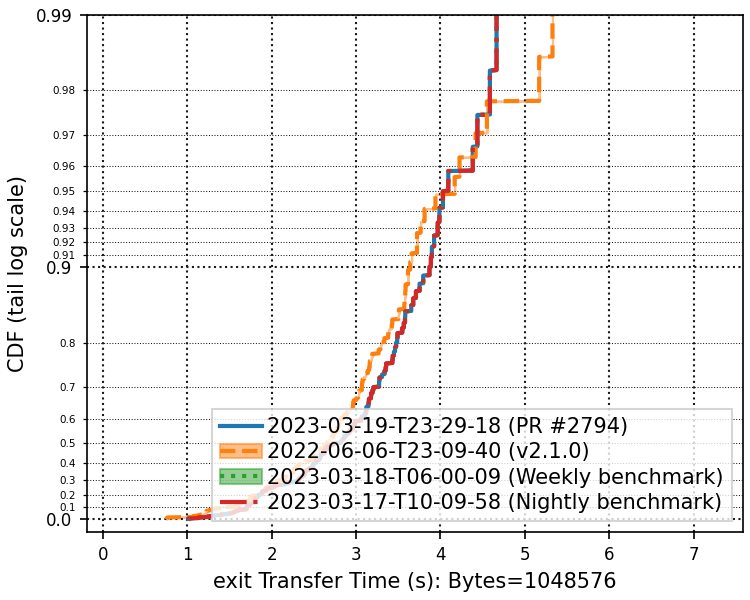 0.99
0.98
0.97
0.96
0.95
0.94
0.93
0.92
0.91
0.9
0.8
0.7
0.6
0.5
0.4
0.3
0.2
0.1
0.0
CDF (tail log scale)
2023-03-19-T23-29-18 (PR #2794)
2022-06-06-T23-09-40 (v2.1.0)
2023-03-18-T06-00-09 (Weekly benchmark)
2023-03-17-T10-09-58 (Nightly benchmark)
0 1 2 3 4 5 6 7
exit Transfer Time (s): Bytes=1048576